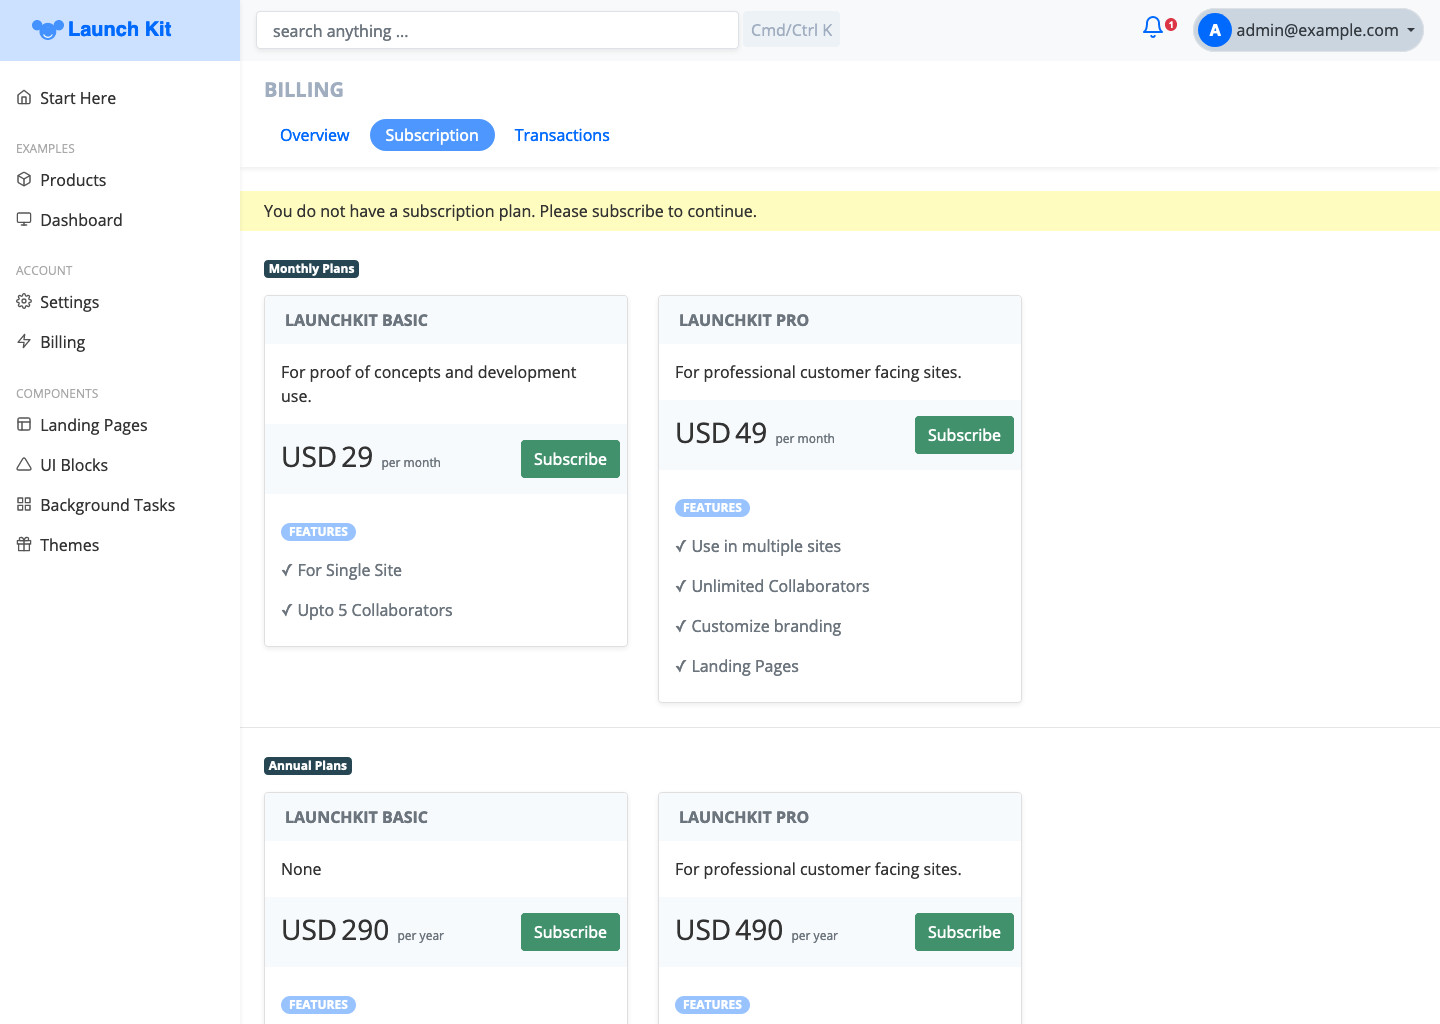 Launch Kit
search anything ...
Cmd/Ctrl K
1
A
admin@example.com
Start Here
EXAMPLES
Products
Dashboard
ACCOUNT
Settings
Billing
COMPONENTS
Landing Pages
UI Blocks
Background Tasks
Themes
BILLING
Overview
Subscription
Transactions
You do not have a subscription plan. Please subscribe to continue.
Monthly Plans
LAUNCHKIT BASIC
For proof of concepts and development
use.
USD 29 per month
Subscribe
FEATURES
✓ For Single Site
✓ Upto 5 Collaborators
LAUNCHKIT PRO
For professional customer facing sites.
USD 49 per month
Subscribe
FEATURES
✓ Use in multiple sites
✓ Unlimited Collaborators
✓ Customize branding
✓ Landing Pages
Annual Plans
LAUNCHKIT BASIC
None
USD 290 per year
Subscribe
FEATURES
LAUNCHKIT PRO
For professional customer facing sites.
USD 490 per year
Subscribe
FEATURES